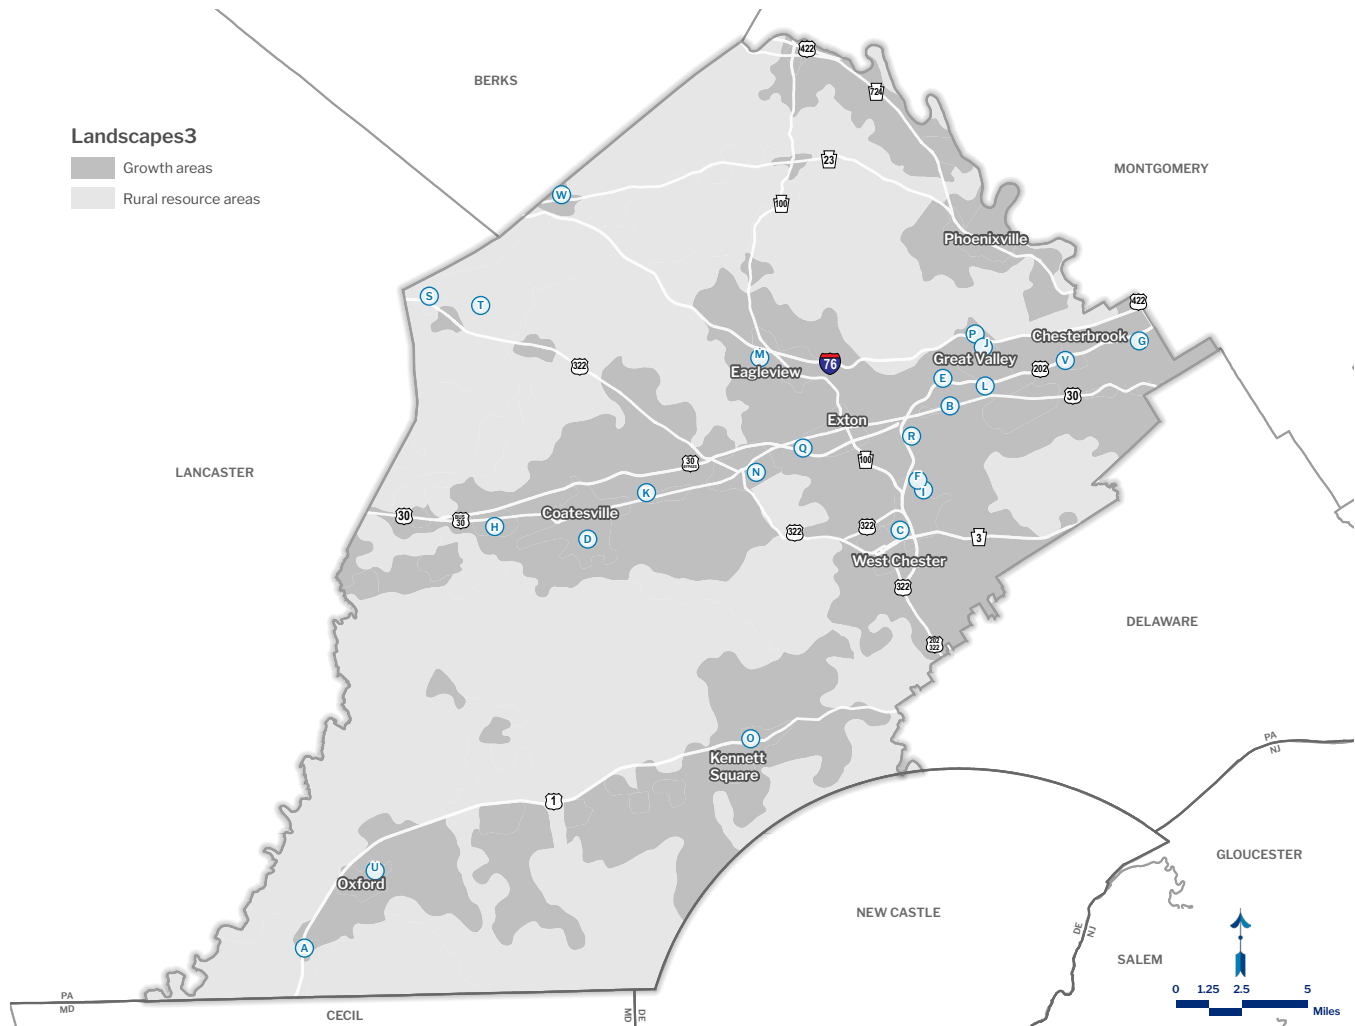 422
BERKS
724
Landscapes3
Growth areas
Rural resource areas
23
MONTGOMERY
W
100
Phoenixville
S
T
422
P
J
Chesterbrook
G
M
Eagleview
76
Great Valley
V
202
322
E
L
30
B
Exton
R
Q
100
LANCASTER
30
BYPASS
N
F
I
K
Coatesville
30
BUS
30
H
D
322
322
C
3
West Chester
322
DELAWARE
202
322
O
Kennett
Square
PA
NJ
1
GLOUCESTER
U
Oxford
NEW CASTLE
DE
NJ
A
SALEM
0 1.25 2.5 5
Miles
PA
MD
CECIL
MD
DE